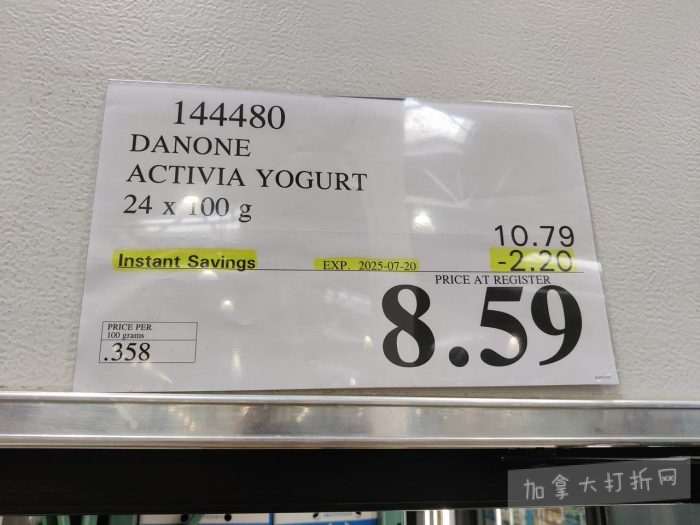 144480
DANONE
ACTIVIA YOGURT
24 x 100 g
10.79
Instant Savings EXP. 2025-07-20 -2.20
PRICE AT REGISTER
8.59
PRICE PER
100 grams
.358
加拿大打折网